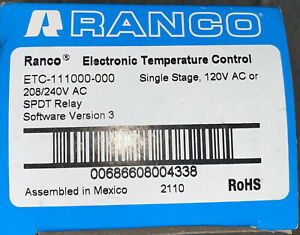 RANCO
Ranco® Electronic Temperature Control
ETC-111000-000 Single Stage, 120V AC or
208/240V AC
SPDT Relay
Software Version 3
00686608004338
Assembled in Mexico 2110 RoHS